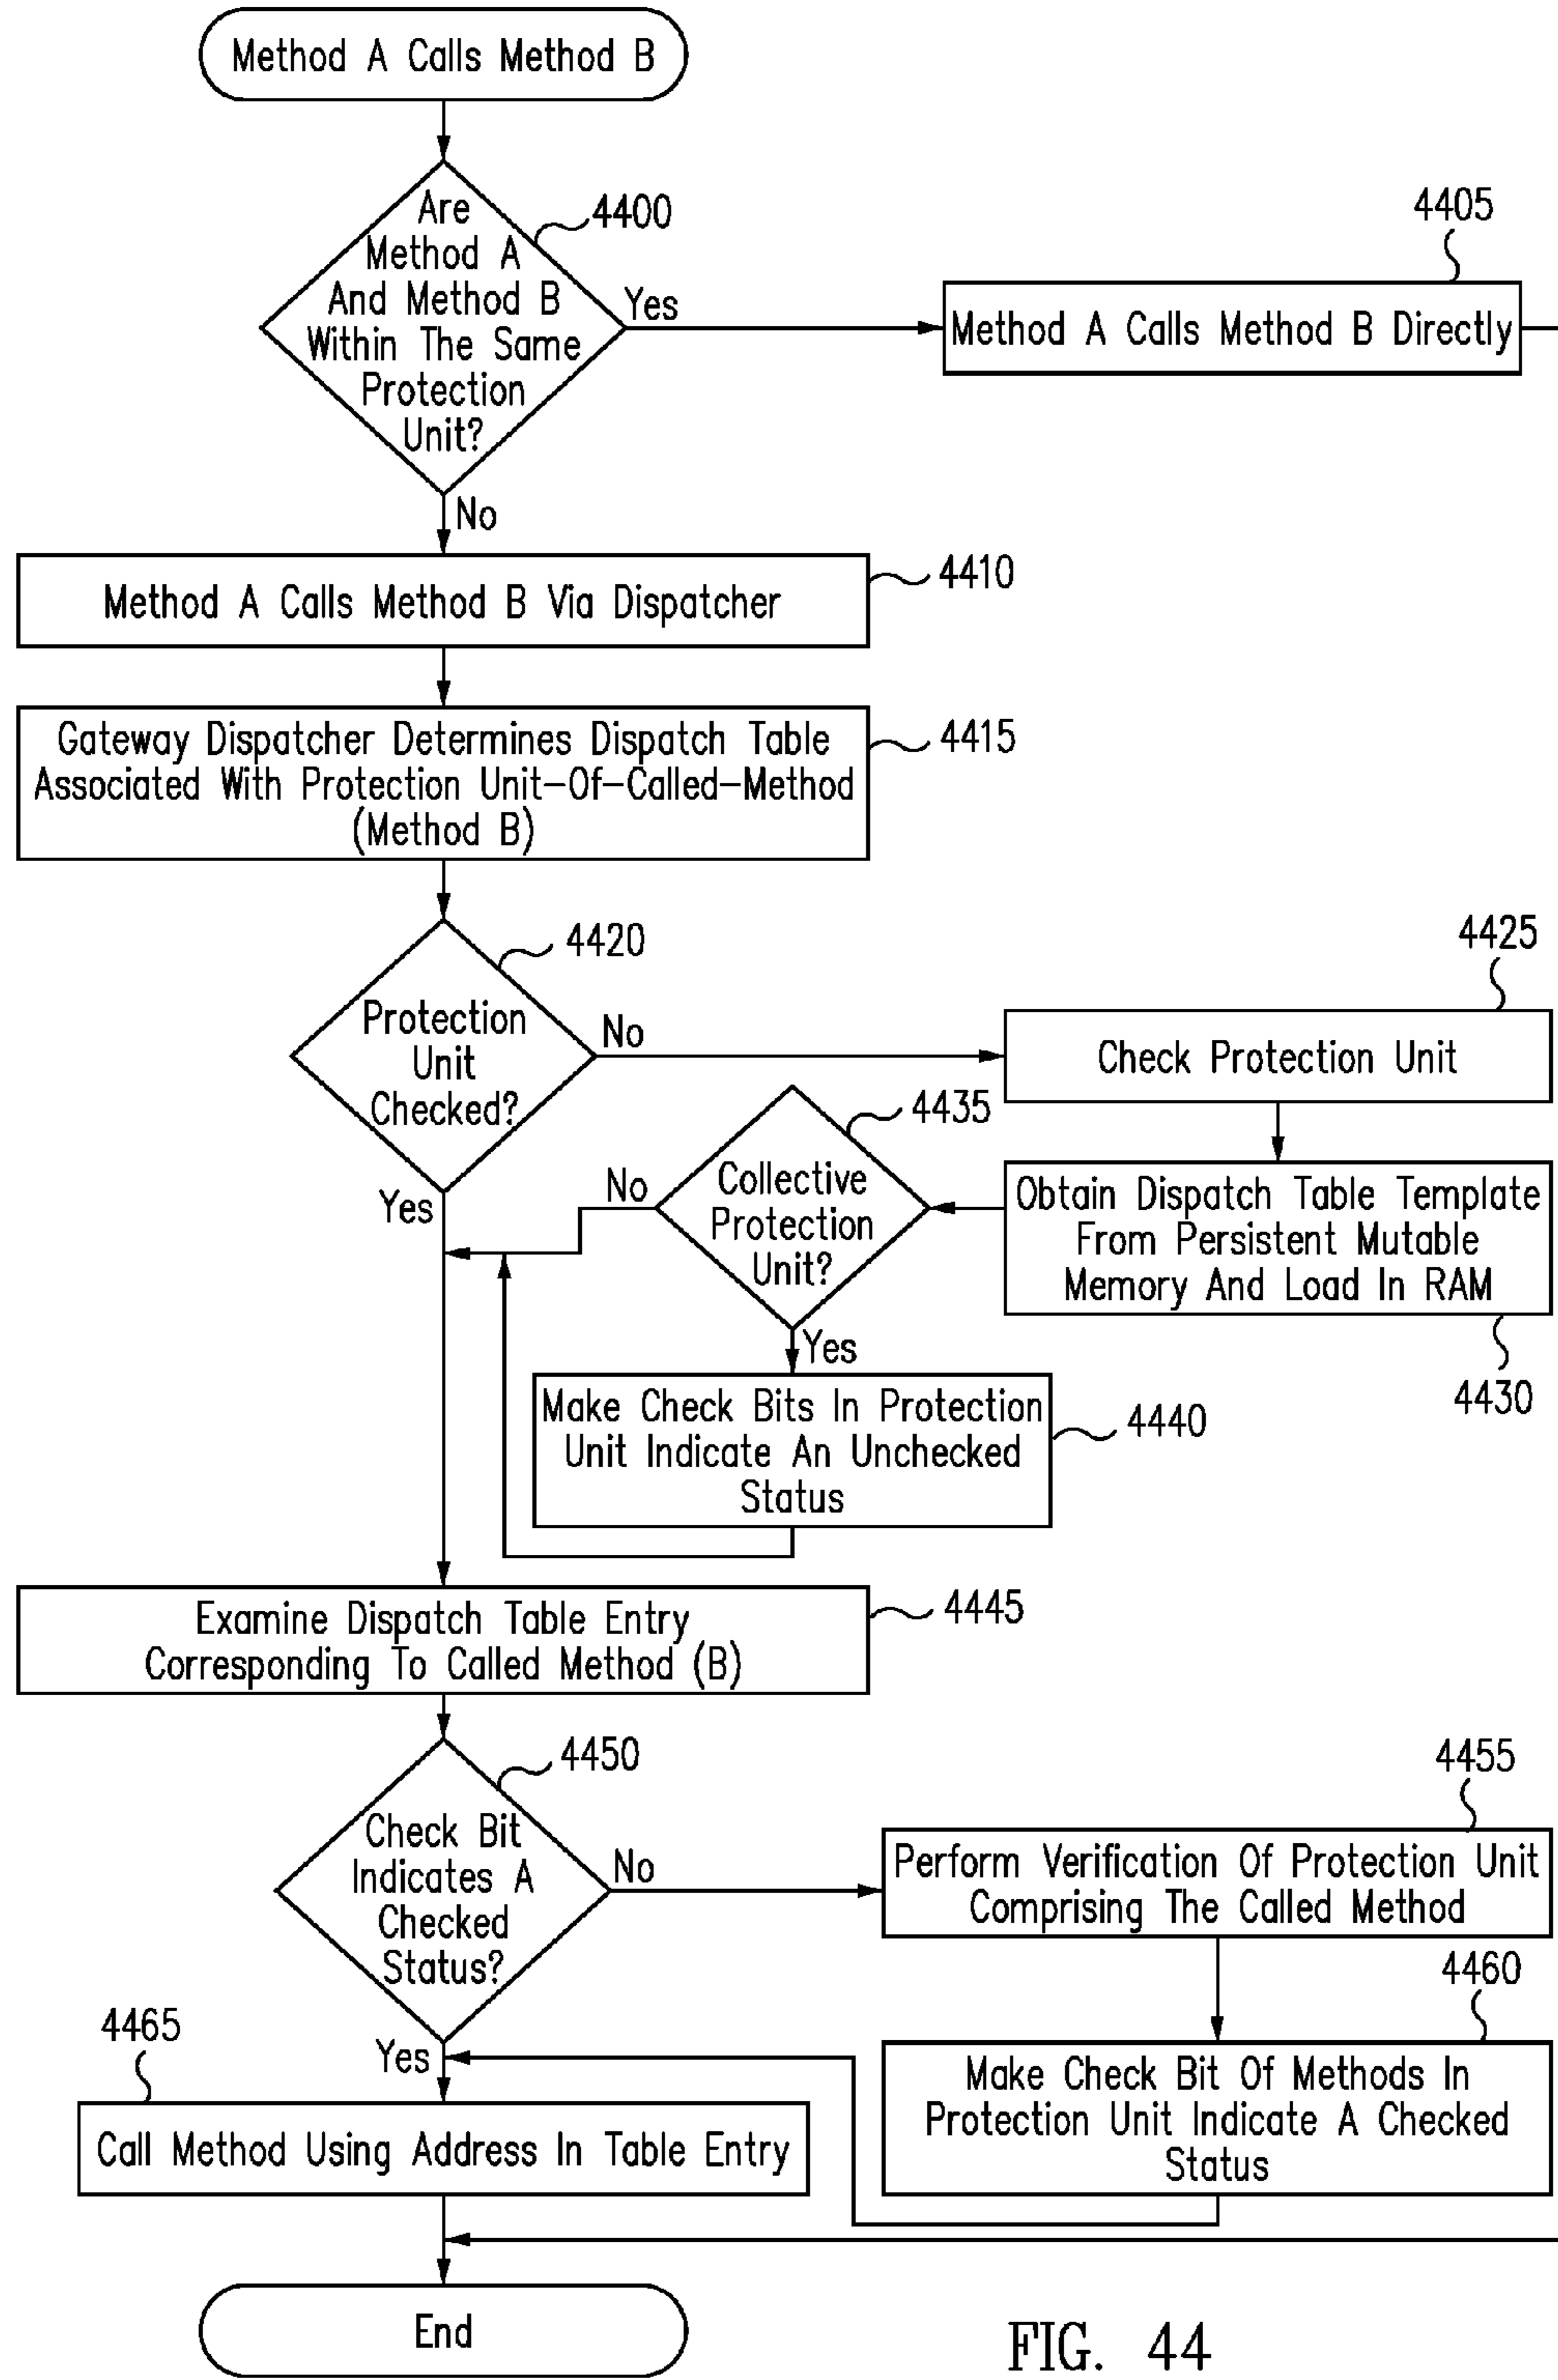 Method A Calls Method B
Are
Method A
And Method B
Within The Same
Protection
Unit?
4400
Yes
4405
Method A Calls Method B Directly
No
Method A Calls Method B Via Dispatcher
4410
Gateway Dispatcher Determines Dispatch Table
Associated With Protection Unit-Of-Called-Method
(Method B)
4415
4420
Protection
Unit
Checked?
No
4425
Check Protection Unit
Yes
4435
Collective
Protection
Unit?
No
Obtain Dispatch Table Template
From Persistent Mutable
Memory And Load In RAM
4430
Yes
Make Check Bits In Protection
Unit Indicate An Unchecked
Status
4440
Examine Dispatch Table Entry
Corresponding To Called Method (B)
4445
4450
Check Bit
Indicates A
Checked
Status?
No
4455
Perform Verification Of Protection Unit
Comprising The Called Method
4460
Make Check Bit Of Methods In
Protection Unit Indicate A Checked
Status
4465
Yes
Call Method Using Address In Table Entry
End
FIG. 44